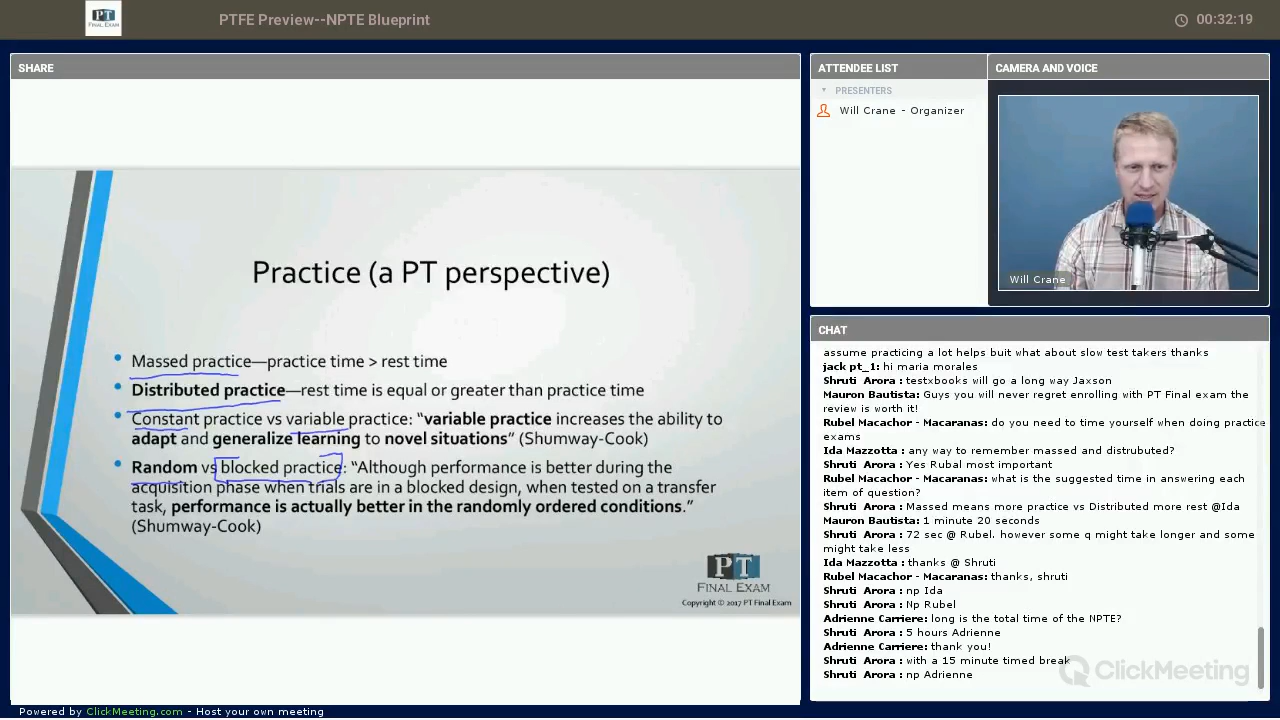 PT
FINAL EXAM
PTFE Preview--NPTE Blueprint
00:32:19
SHARE
Practice (a PT perspective)
• Massed practice—practice time > rest time
• Distributed practice—rest time is equal or greater than practice time
• Constant practice vs variable practice: “variable practice increases the ability to
adapt and generalize learning to novel situations” (Shumway-Cook)
• Random vs blocked practice: “Although performance is better during the
acquisition phase when trials are in a blocked design, when tested on a transfer
task, performance is actually better in the randomly ordered conditions.”
(Shumway-Cook)
PT
FINAL EXAM
Copyright © 2017 PT Final Exam
ATTENDEE LIST
PRESENTERS
Will Crane - Organizer
CAMERA AND VOICE
Will Crane
CHAT
assume practicing a lot helps buit what about slow test takers thanks
jack pt_1: hi maria morales
Shruti Arora : testxbooks will go a long way Jaxson
Mauron Bautista: Guys you will never regret enrolling with PT Final exam the
review is worth it!
Rubel Macachor - Macaranas: do you need to time yourself when doing practice
exams
Ida Mazzotta: any way to remember massed and distrubuted?
Shruti Arora : Yes Rubal most important
Rubel Macachor - Macaranas: what is the suggested time in answering each
item of question?
Shruti Arora : Massed means more practice vs Distributed more rest @Ida
Mauron Bautista: 1 minute 20 seconds
Shruti Arora : 72 sec @ Rubel. however some q might take longer and some
might take less
Ida Mazzotta: thanks @ Shruti
Rubel Macachor - Macaranas: thanks, shruti
Shruti Arora : np Ida
Shruti Arora : Np Rubel
Adrienne Carriere: long is the total time of the NPTE?
Shruti Arora : 5 hours Adrienne
Adrienne Carriere: thank you!
Shruti Arora : with a 15 minute timed break
Shruti Arora : np Adrienne
ClickMeeting
Powered by ClickMeeting.com - Host your own meeting